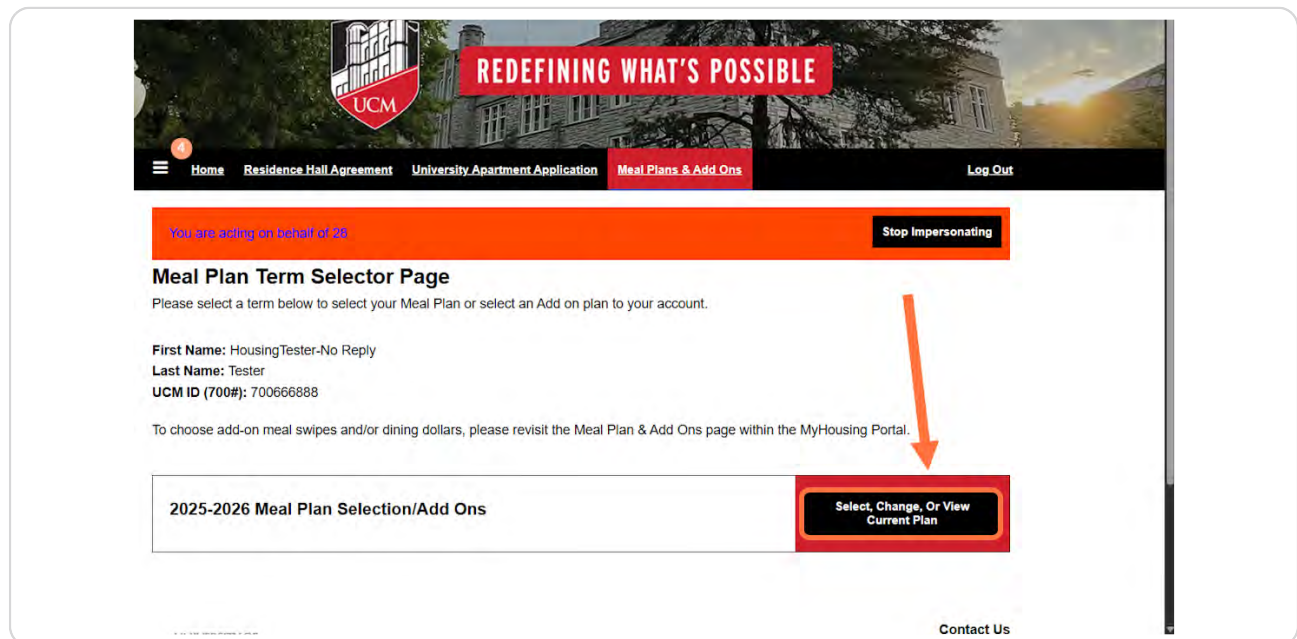 REDEFINING WHAT'S POSSIBLE
UCM
4
Home Residence Hall Agreement University Apartment Application Meal Plans & Add Ons Log Out
You are acting on behalf of 28 Stop Impersonating
Meal Plan Term Selector Page
Please select a term below to select your Meal Plan or select an Add on plan to your account.
First Name: HousingTester-No Reply
Last Name: Tester
UCM ID (700#): 700666888
To choose add-on meal swipes and/or dining dollars, please revisit the Meal Plan & Add Ons page within the MyHousing Portal.
2025-2026 Meal Plan Selection/Add Ons
Select, Change, Or View
Current Plan
Contact Us